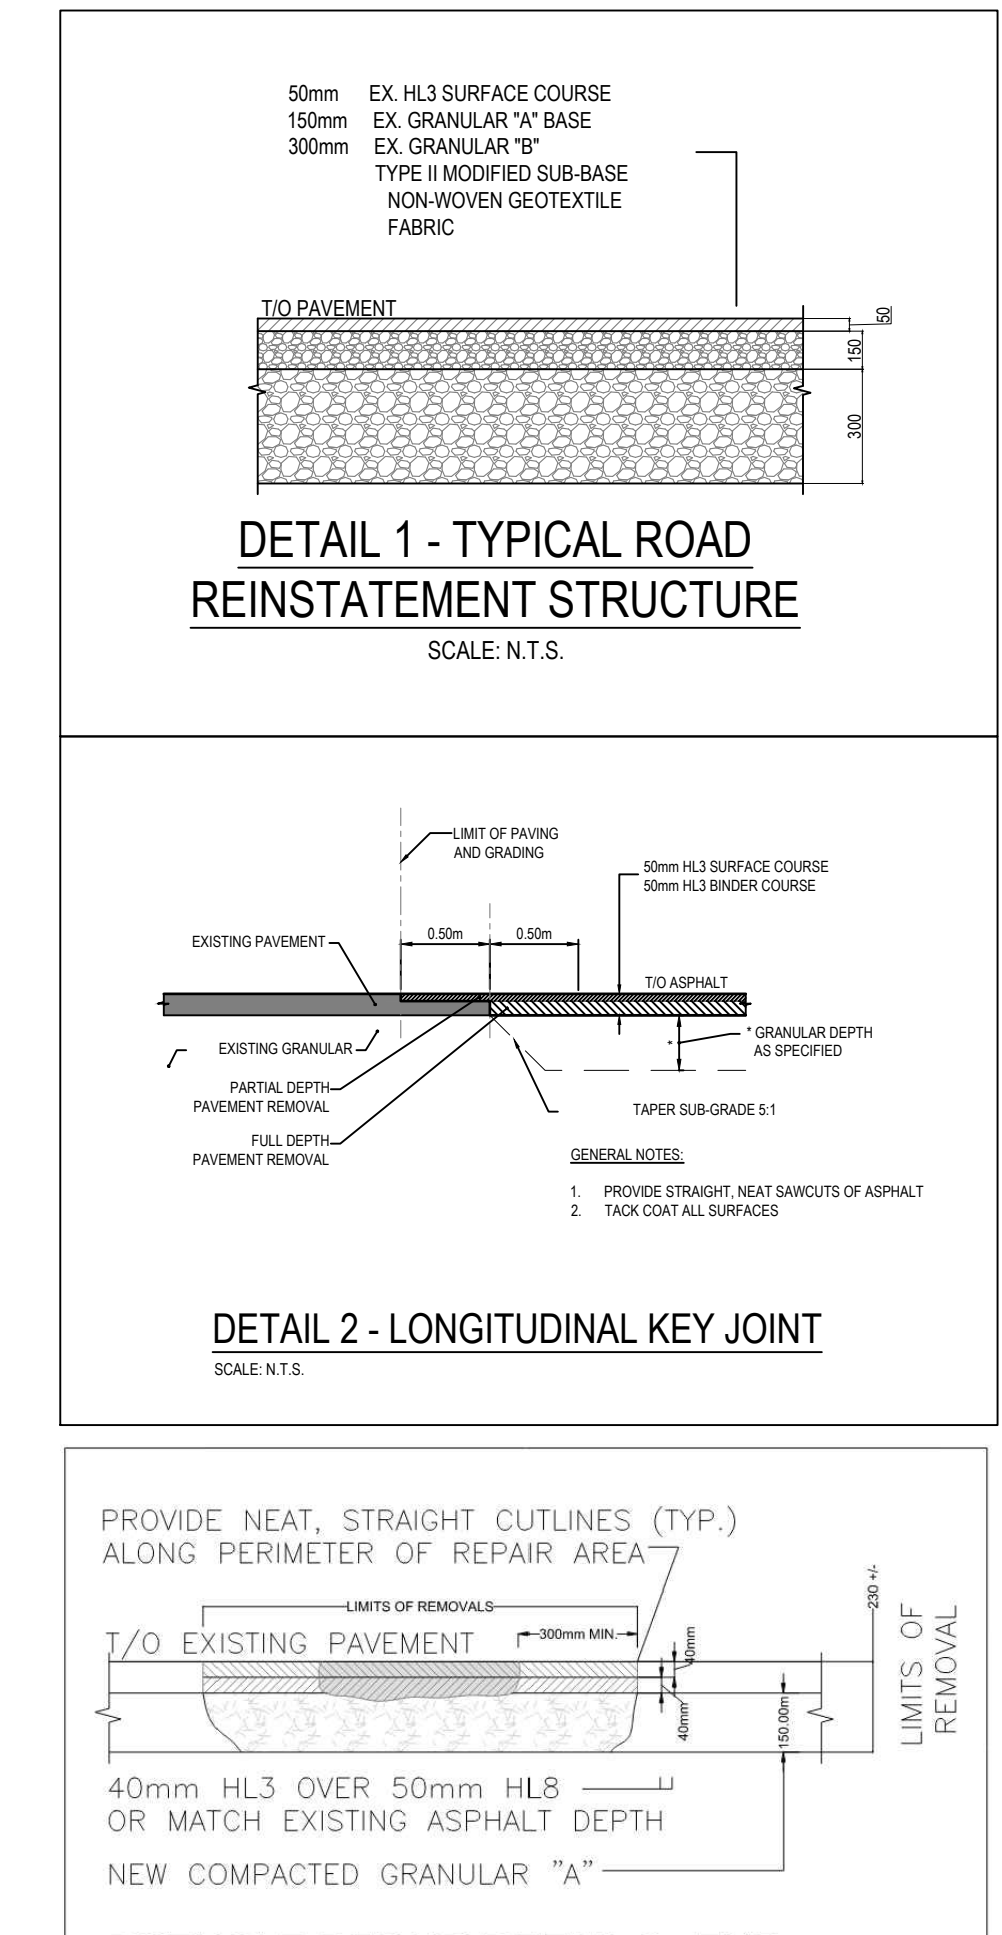 50mm EX. HL3 SURFACE COURSE
150mm EX. GRANULAR "A" BASE
300mm EX. GRANULAR "B"
TYPE II MODIFIED SUB-BASE
NON-WOVEN GEOTEXTILE
FABRIC
T/O PAVEMENT
50
150
300
DETAIL 1 - TYPICAL ROAD
REINSTATEMENT STRUCTURE
SCALE: N.T.S.
LIMIT OF PAVING
AND GRADING
50mm HL3 SURFACE COURSE
50mm HL3 BINDER COURSE
EXISTING PAVEMENT
0.50m
0.50m
T/O ASPHALT
EXISTING GRANULAR
*
* GRANULAR DEPTH
AS SPECIFIED
PARTIAL DEPTH
PAVEMENT REMOVAL
TAPER SUB-GRADE 5:1
FULL DEPTH
PAVEMENT REMOVAL
GENERAL NOTES:
1. PROVIDE STRAIGHT, NEAT SAWCUTS OF ASPHALT
2. TACK COAT ALL SURFACES
DETAIL 2 - LONGITUDINAL KEY JOINT
SCALE: N.T.S.
PROVIDE NEAT, STRAIGHT CUTLINES (TYP.)
ALONG PERIMETER OF REPAIR AREA
LIMITS OF REMOVALS
T/O EXISTING PAVEMENT
300mm MIN.
40mm
40mm
150.00m
230 +/-
LIMITS OF
REMOVAL
40mm HL3 OVER 50mm HL8
OR MATCH EXISTING ASPHALT DEPTH
NEW COMPACTED GRANULAR "A"